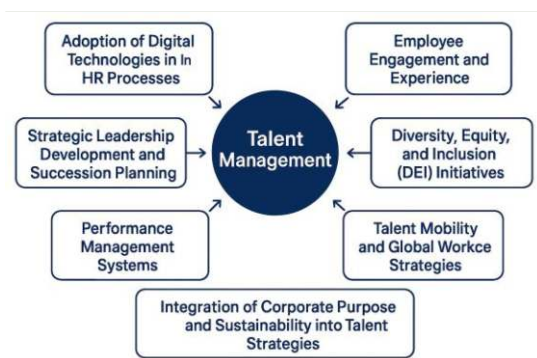 Adoption of Digital
Technologies in In
HR Processes
Employee
Engagement and
Experience
Strategic Leadership
Development and
Succession Planning
Talent
Management
Diversity, Equity,
and Inclusion
(DEI) Initiatives
Performance
Management
Systems
Talent Mobility
and Global Workce
Strategies
Integration of Corporate Purpose
and Sustainability into Talent
Strategies